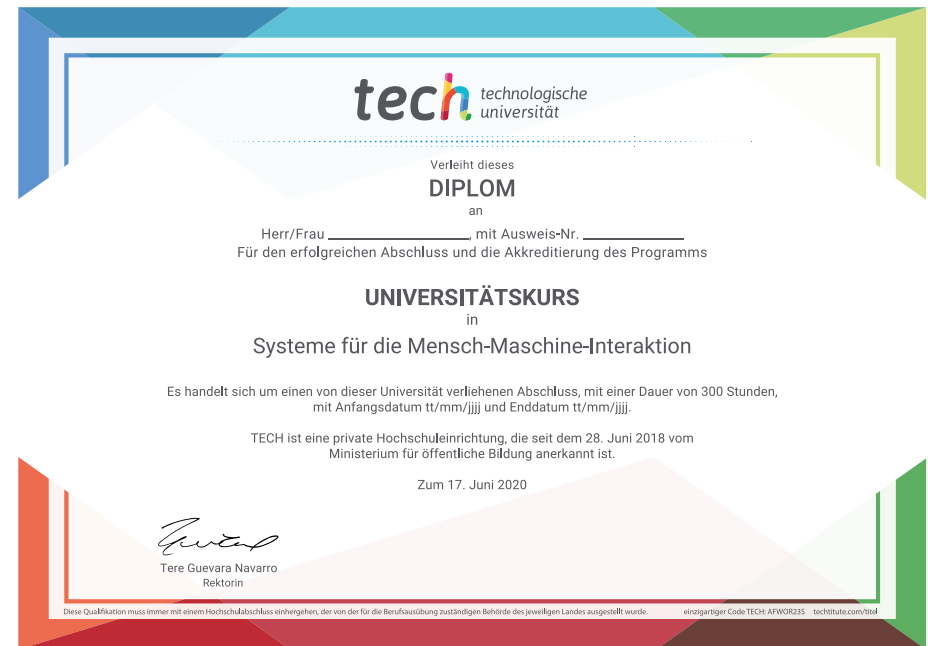 tech technologische
universität
Verleiht dieses
DIPLOM
an
Herr/Frau ________________, mit Ausweis-Nr. ____________
Für den erfolgreichen Abschluss und die Akkreditierung des Programms
UNIVERSITÄTSKURS
in
Systeme für die Mensch-Maschine-Interaktion
Es handelt sich um einen von dieser Universität verliehenen Abschluss, mit einer Dauer von 300 Stunden,
mit Anfangsdatum tt/mm/jjjj und Enddatum tt/mm/jjjj.
TECH ist eine private Hochschuleinrichtung, die seit dem 28. Juni 2018 vom
Ministerium für öffentliche Bildung anerkannt ist.
Zum 17. Juni 2020
Tere Guevara Navarro
Rektorin
Diese Qualifikation muss immer mit einem Hochschulabschluss einhergehen, der von der für die Berufsausübung zuständigen Behörde des jeweiligen Landes ausgestellt wurde. einzigartiger Code TECH: AFWOR23S techtitute.com/titel